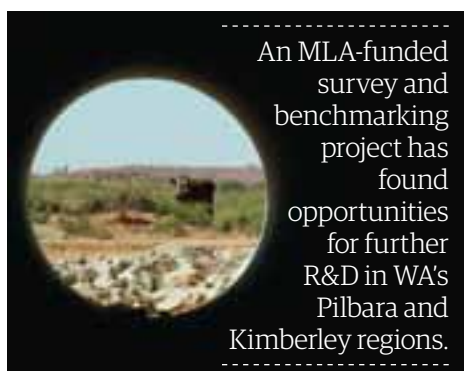 An MLA-funded
survey and
benchmarking
project has
found
opportunities
for further
R&D in WA's
Pilbara and
Kimberley regions.